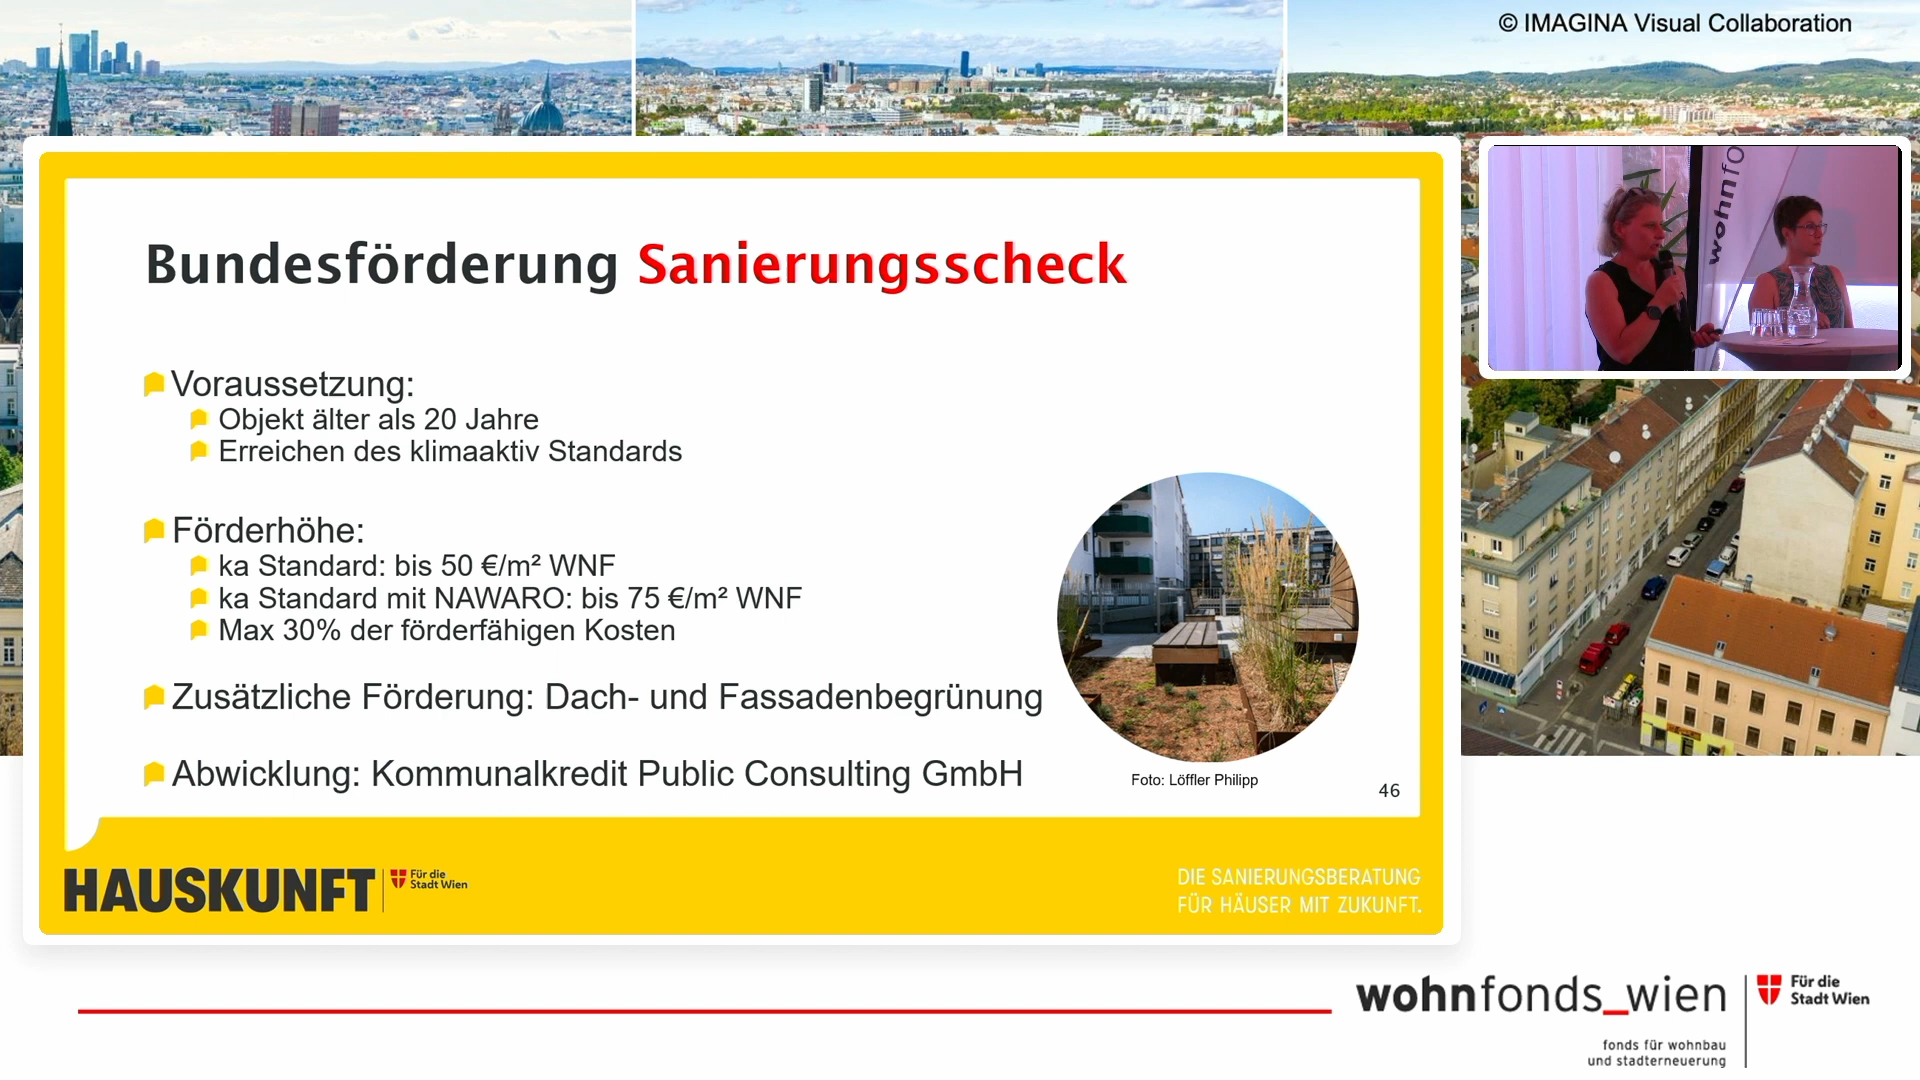 © IMAGINA Visual Collaboration
wohnfo
Bundesförderung Sanierungsscheck
Voraussetzung:
Objekt älter als 20 Jahre
Erreichen des klimaaktiv Standards
Förderhöhe:
ka Standard: bis 50 €/m² WNF
ka Standard mit NAWARO: bis 75 €/m² WNF
Max 30% der förderfähigen Kosten
Zusätzliche Förderung: Dach- und Fassadenbegrünung
Abwicklung: Kommunalkredit Public Consulting GmbH
Foto: Löffler Philipp
46
HAUSKUNFT
Für die
Stadt Wien
DIE SANIERUNGSBERATUNG
FÜR HÄUSER MIT ZUKUNFT.
wohnfonds_wien
fonds für wohnbau
und stadterneuerung
Für die
Stadt Wien